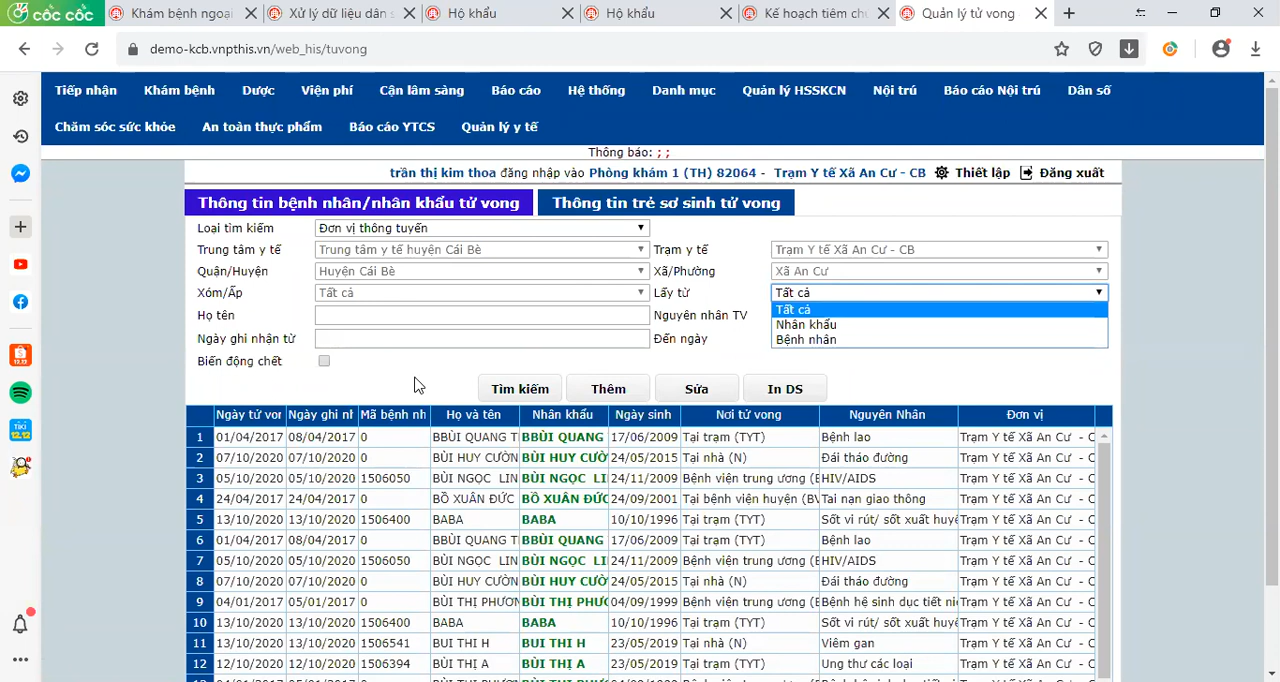 cốc cốc Khám bệnh ngoại Xử lý dữ liệu dân s Hộ khẩu Hộ khẩu Kế hoạch tiêm chủ Quản lý tử vong
demo-kcb.vnpthis.vn/web_his/tuvong
Tiếp nhận Khám bệnh Dược Viện phí Cận lâm sàng Báo cáo Hệ thống Danh mục Quản lý HSSKCN Nội trú Báo cáo Nội trú Dân số
Chăm sóc sức khỏe An toàn thực phẩm Báo cáo YTCS Quản lý y tế
Thông báo: ; ;
trần thị kim thoa đăng nhập vào Phòng khám 1 (TH) 82064 - Trạm Y tế Xã An Cư - CB Thiết lập Đăng xuất
Thông tin bệnh nhân/nhân khẩu tử vong Thông tin trẻ sơ sinh tử vong
Loại tìm kiếm Đơn vị thông tuyến
Trung tâm y tế Trung tâm y tế huyện Cái Bè Trạm y tế Trạm Y tế Xã An Cư - CB
Quận/Huyện Huyện Cái Bè Xã/Phường Xã An Cư
Xóm/Ấp Tất cả Lấy từ Tất cả
Tất cả
Họ tên Nguyên nhân TV Nhân khẩu
Ngày ghi nhận từ Đến ngày Bệnh nhân
Biến động chết
Tìm kiếm Thêm Sửa In DS
Ngày tử vor Ngày ghi nh Mã bệnh nh Họ và tên Nhân khẩu Ngày sinh Nơi tử vong Nguyên Nhân Đơn vị
1 01/04/2017 08/04/2017 0 BBÙI QUANG T BBÙI QUANG 17/06/2009 Tại trạm (TYT) Bệnh lao Trạm Y tế Xã An Cư - C
2 07/10/2020 07/10/2020 0 BÙI HUY CƯỜN BÙI HUY CƯỜ 24/05/2015 Tại nhà (N) Đái tháo đường Trạm Y tế Xã An Cư - C
3 05/10/2020 05/10/2020 1506050 BÙI NGỌC LIN BÙI NGỌC LI 24/11/2009 Bệnh viện trung ương (B HIV/AIDS Trạm Y tế Xã An Cư - C
4 24/04/2017 24/04/2017 0 BỒ XUÂN ĐỨC BỒ XUÂN ĐỨC 24/09/2001 Tại bệnh viện huyện (BV Tai nạn giao thông Trạm Y tế Xã An Cư - C
5 13/10/2020 13/10/2020 1506400 BABA BABA 10/10/1996 Tại trạm (TYT) Sốt vi rút/ sốt xuất huyế Trạm Y tế Xã An Cư - C
6 01/04/2020 01/04/2020 0 BBÙI QUANG T BBÙI QUANG 17/06/2009 Tại trạm (TYT) Bệnh lao Trạm Y tế Xã An Cư - C
7 05/10/2020 05/10/2020 1506050 BÙI NGỌC LIN BÙI NGỌC LI 24/11/2009 Bệnh viện trung ương (B HIV/AIDS Trạm Y tế Xã An Cư - C
8 07/10/2020 07/10/2020 0 BÙI HUY CƯỜN BÙI HUY CƯỜ 24/05/2015 Tại nhà (N) Đái tháo đường Trạm Y tế Xã An Cư - C
9 04/01/2017 05/01/2017 0 BÙI THỊ PHƯƠN BÙI THỊ PHƯƠ 04/09/1999 Bệnh viện trung ương (B Bệnh hệ sinh dục tiết niệ Trạm Y tế Xã An Cư - C
10 13/10/2020 13/10/2020 1506400 BABA BABA 10/10/1996 Tại trạm (TYT) Trạm Y tế Xã An Cư - C
11 13/10/2020 13/10/2020 1506541 BUI THI H BUI THI H 23/05/2019 Tại nhà (N) Viêm gan Trạm Y tế Xã An Cư - C
12 12/10/2020 12/10/2020 1506394 BÙI THỊ A BÙI THỊ A 23/05/2019 Tại trạm (TYT) Ung thư các loại Trạm Y tế Xã An Cư - C